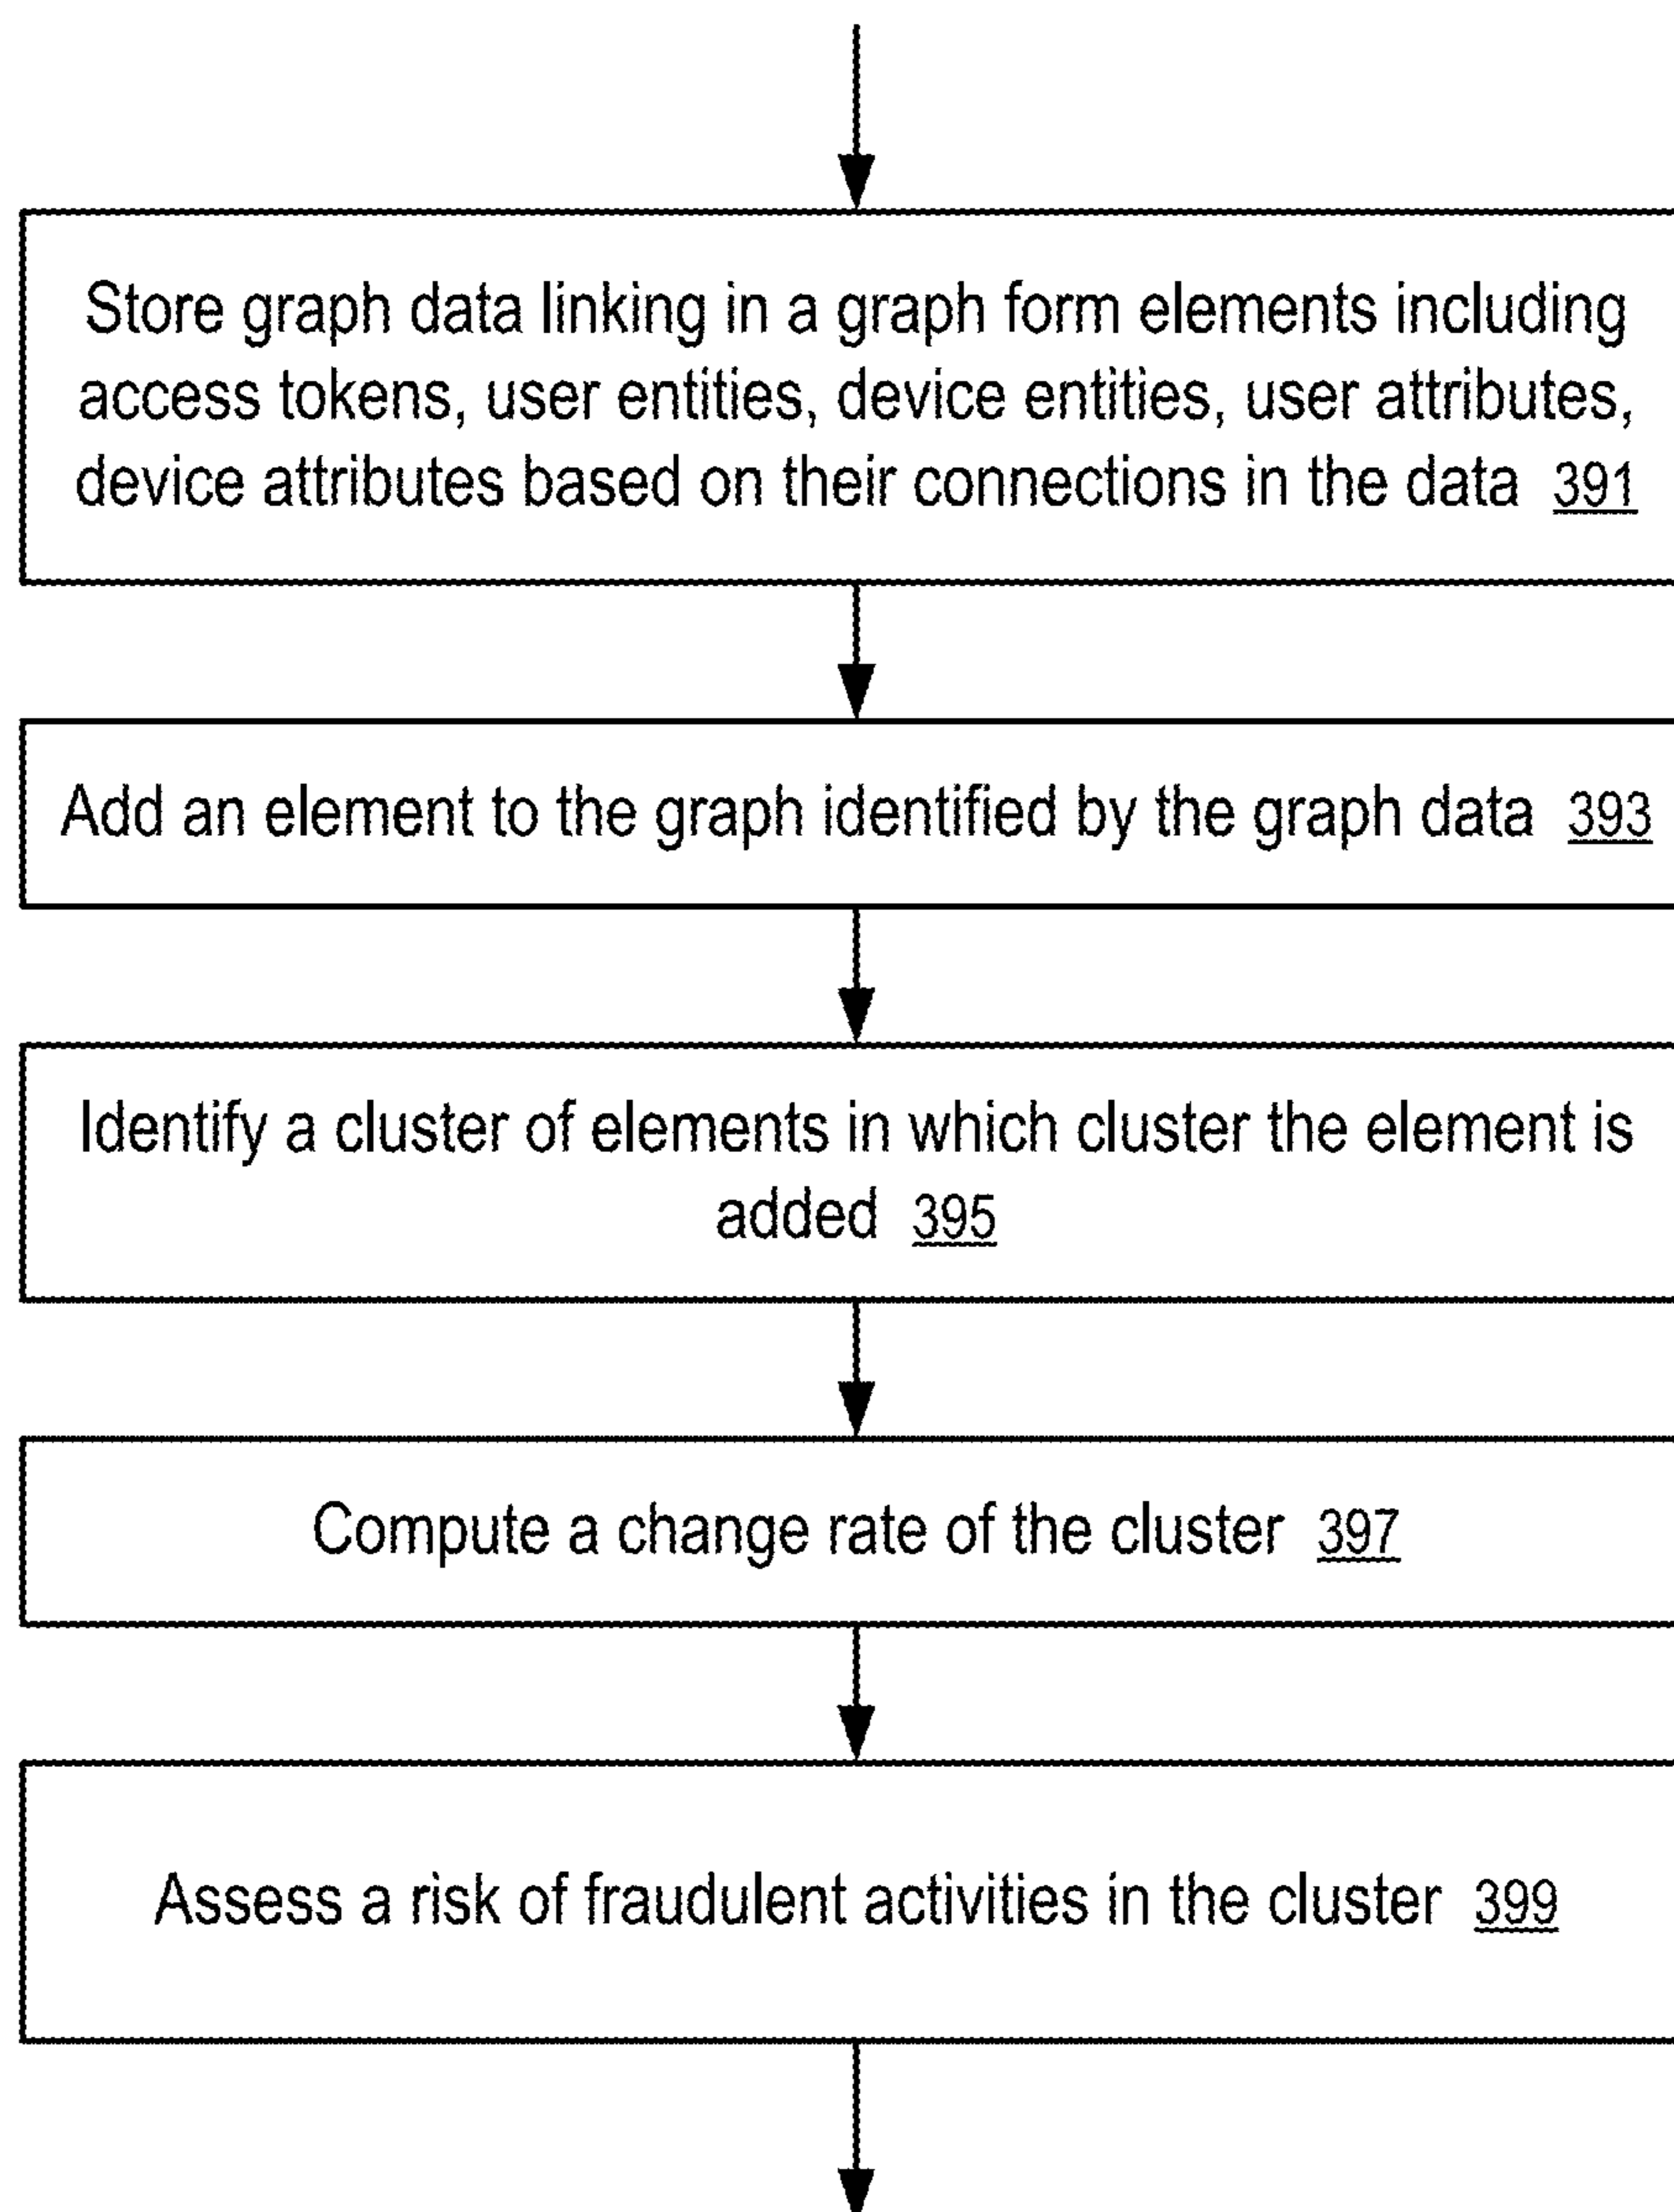 Store graph data linking in a graph form elements including
access tokens, user entities, device entities, user attributes,
device attributes based on their connections in the data 391
Add an element to the graph identified by the graph data 393
Identify a cluster of elements in which cluster the element is
added 395
Compute a change rate of the cluster 397
Assess a risk of fraudulent activities in the cluster 399